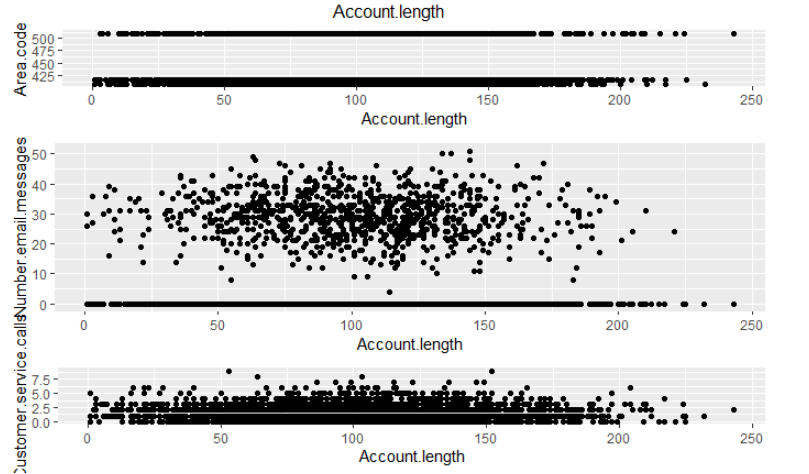 Account.length
Area.code
500
475
450
425
0 50 100 150 200 250
Account.length
Number.email.messages
50
40
30
20
10
0
0 50 100 150 200 250
Account.length
Customer.service.calls
7.5
5.0
2.5
0.0
0 50 100 150 200 250
Account.length